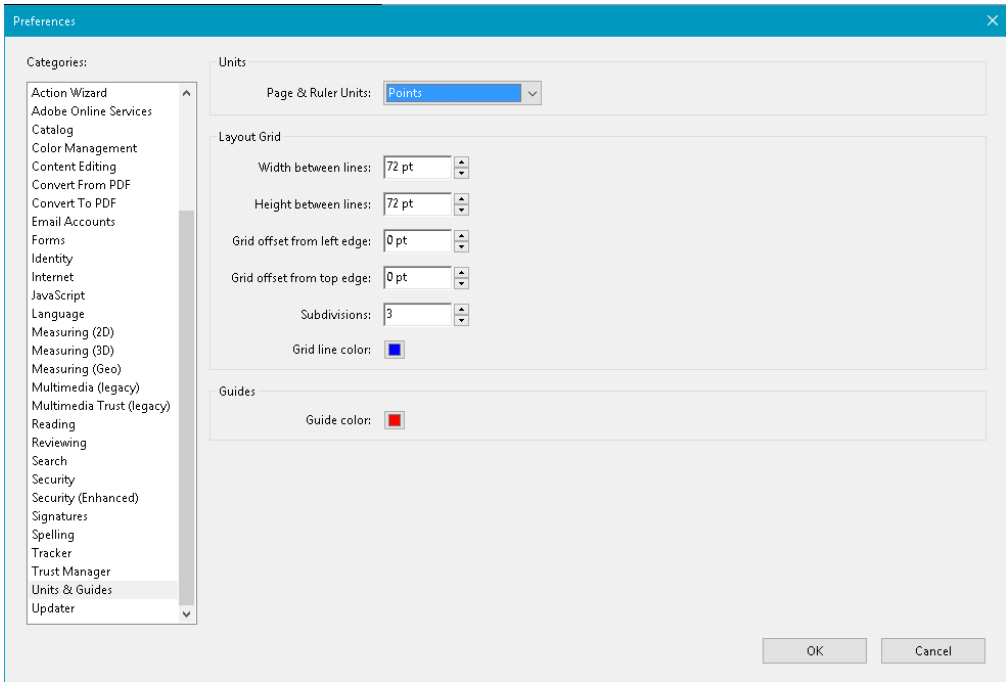 Preferences
Categories:
Action Wizard
Adobe Online Services
Catalog
Color Management
Content Editing
Convert From PDF
Convert To PDF
Email Accounts
Forms
Identity
Internet
JavaScript
Language
Measuring (2D)
Measuring (3D)
Measuring (Geo)
Multimedia (legacy)
Multimedia Trust (legacy)
Reading
Reviewing
Search
Security
Security (Enhanced)
Signatures
Spelling
Tracker
Trust Manager
Units & Guides
Updater
Units
Page & Ruler Units: Points
Layout Grid
Width between lines: 72 pt
Height between lines: 72 pt
Grid offset from left edge: 0 pt
Grid offset from top edge: 0 pt
Subdivisions: 3
Grid line color:
Guides
Guide color:
OK Cancel